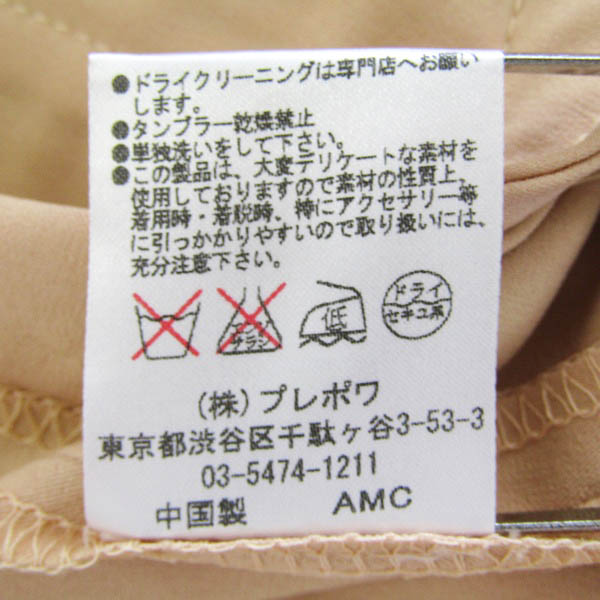 ●ドライクリーニングは専門店へお願い
します。
●タンブラー乾燥禁止
●単独洗いをして下さい。
●この製品は、大変デリケートな素材を
使用しておりますので素材の性質上、
着用時・着脱時、特にアクセサリー等
に引っかかりやすいので取り扱いには、
充分注意下さい。
エンソ サラシ 低 ドライ セキユ系
(株)プレポワ
東京都渋谷区千駄ヶ谷3-53-3
03-5474-1211
中国製 AMC